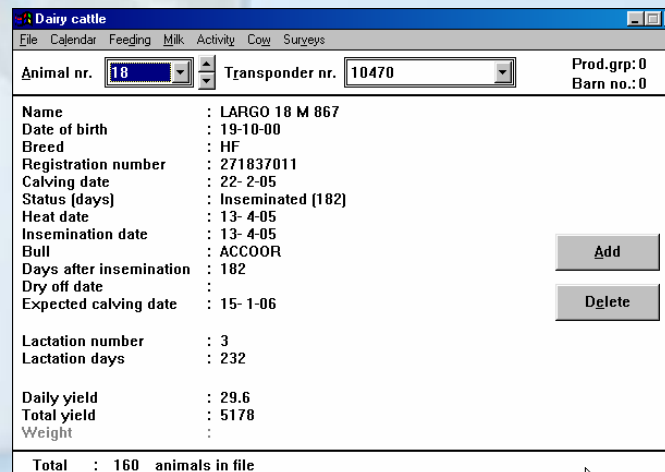 Dairy cattle
File Calendar Feeding Milk Activity Cow Surveys
Animal nr. 18 Transponder nr. 10470 Prod.grp: 0
Barn no.: 0
Name : LARGO 18 M 867
Date of birth : 19-10-00
Breed : HF
Registration number : 271837011
Calving date : 22- 2-05
Status (days) : Inseminated (182)
Heat date : 13- 4-05
Insemination date : 13- 4-05
Bull : ACCOOR
Add
Days after insemination : 182
Dry off date :
Expected calving date : 15- 1-06
Delete
Lactation number : 3
Lactation days : 232
Daily yield : 29.6
Total yield : 5178
Weight :
Total : 160 animals in file